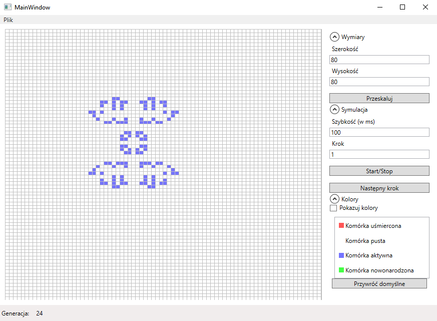 MainWindow
Plik
Wymiary
Szerokość
80
Wysokość
80
Przeskaluj
Symulacja
Szybkość (w ms)
100
Krok
1
Start/Stop
Następny krok
Kolory
Pokazuj kolory
Komórka uśmiercona
Komórka pusta
Komórka aktywna
Komórka nowonarodzona
Przywróć domyślne
Generacja: 24